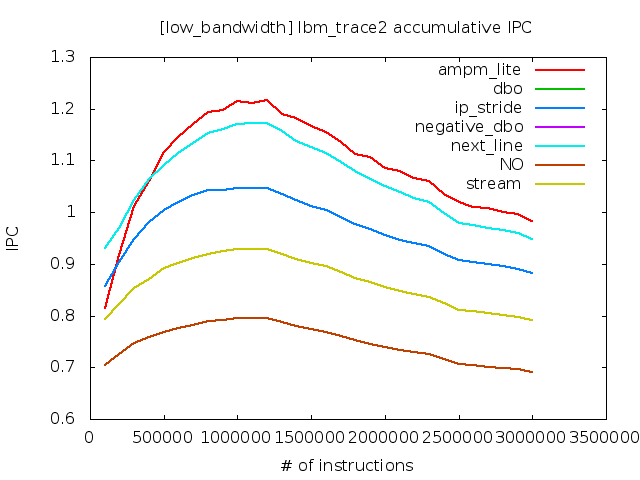 [low_bandwidth] lbm_trace2 accumulative IPC
1.3
1.2
1.1
1
0.9
0.8
0.7
0.6
IPC
ampm_lite
dbo
ip_stride
negative_dbo
next_line
NO
stream
0 500000 1000000 1500000 2000000 2500000 3000000 3500000
# of instructions